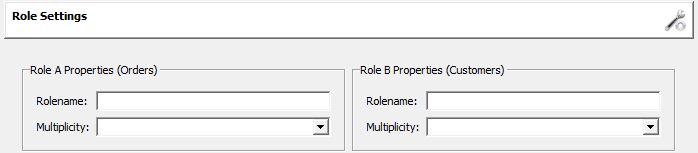 Role Settings
Role A Properties (Orders)
Rolename:
Multiplicity:
Role B Properties (Customers)
Rolename:
Multiplicity: